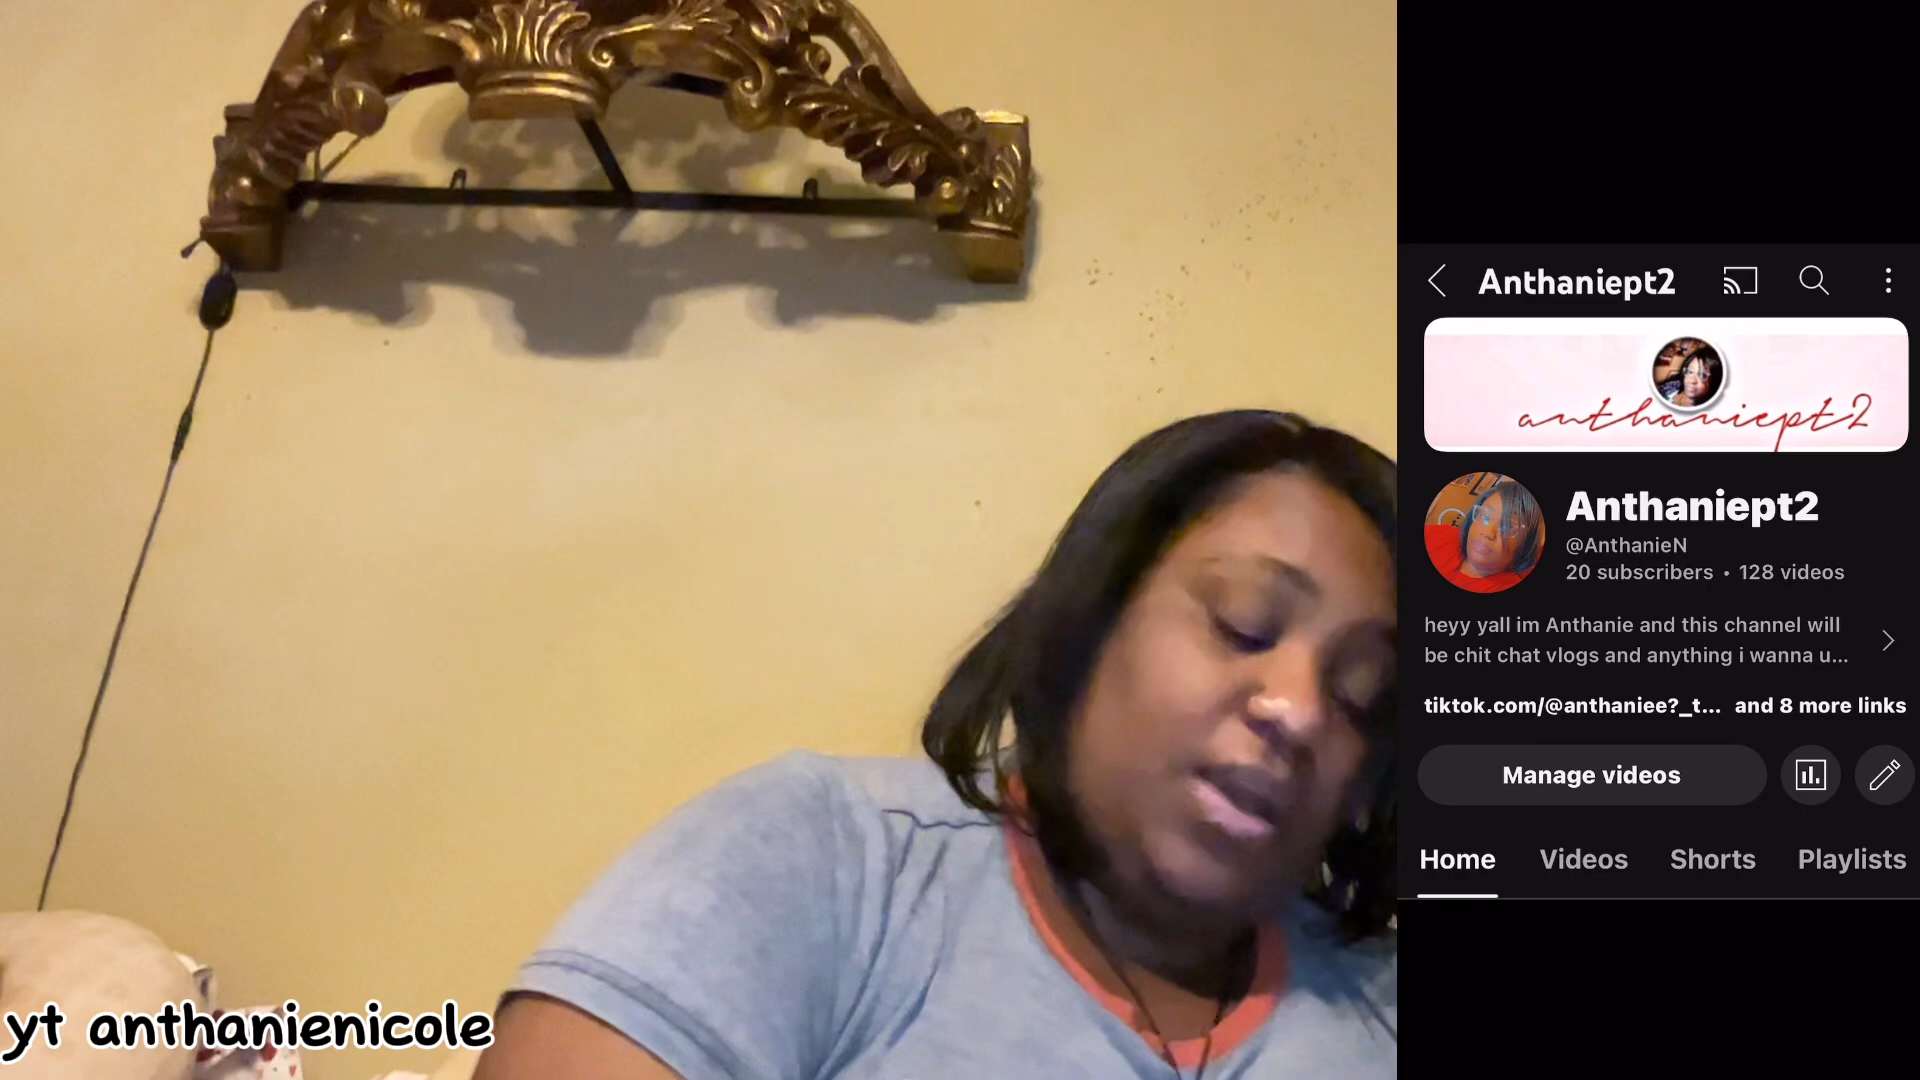 yt anthanienicole
Anthaniept2
anthaniept2
Anthaniept2
@AnthanieN
20 subscribers • 128 videos
heyy yall im Anthanie and this channel will
be chit chat vlogs and anything i wanna u...
tiktok.com/@anthaniee?_t... and 8 more links
Manage videos
Home Videos Shorts Playlists